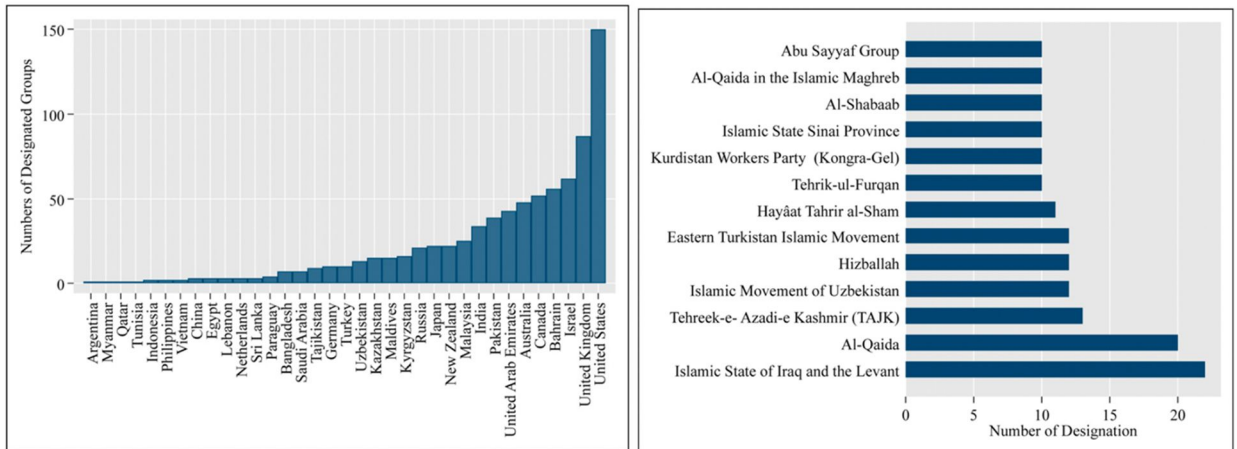 Numbers of Designated Groups
150
100
50
0
Argentina
Myanmar
Qatar
Tunisia
Indonesia
Philippines
Vietnam
China
Egypt
Lebanon
Netherlands
Sri Lanka
Paraguay
Bangladesh
Saudi Arabia
Tajikistan
Germany
Turkey
Uzbekistan
Kazakhstan
Maldives
Kyrgyzstan
Russia
Japan
New Zealand
Malaysia
India
Pakistan
United Arab Emirates
Australia
Canada
Bahrain
Israel
United Kingdom
United States
Abu Sayyaf Group
Al-Qaida in the Islamic Maghreb
Al-Shabaab
Islamic State Sinai Province
Kurdistan Workers Party (Kongra-Gel)
Tehrik-ul-Furqan
Hayâat Tahrir al-Sham
Eastern Turkistan Islamic Movement
Hizballah
Islamic Movement of Uzbekistan
Tehreek-e- Azadi-e Kashmir (TAJK)
Al-Qaida
Islamic State of Iraq and the Levant
0 5 10 15 20
Number of Designation